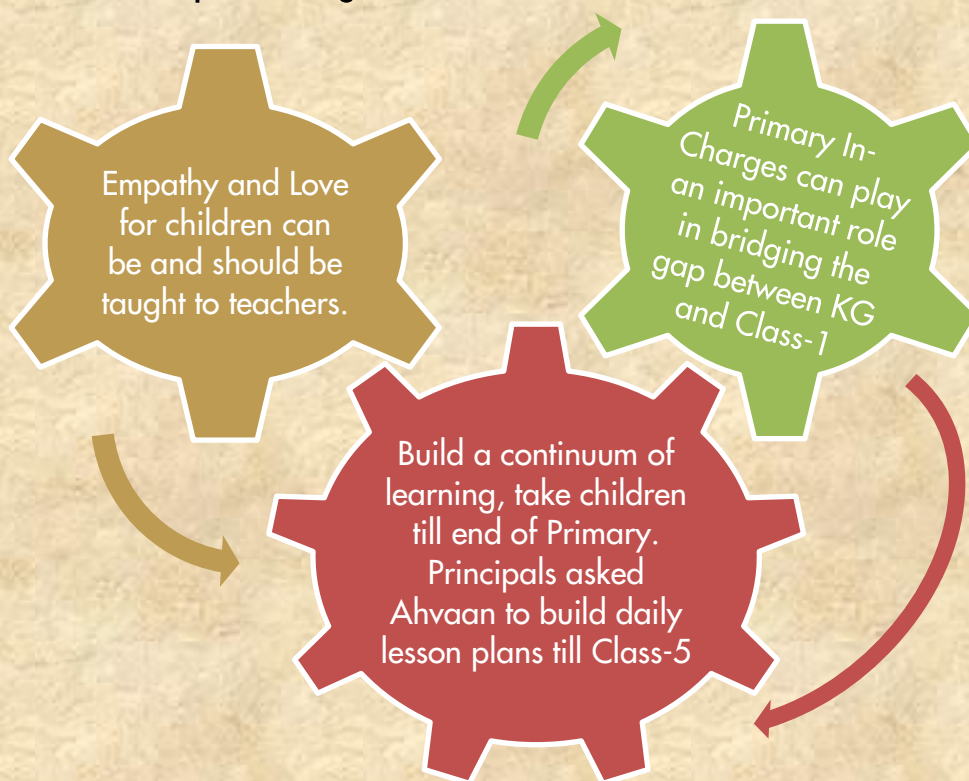 Empathy and Love
for children can
be and should be
taught to teachers.
Primary In-
Charges can play
an important role
in bridging the
gap between KG
and Class-1
Build a continuum of
learning, take children
till end of Primary.
Principals asked
Ahvaan to build daily
lesson plans till Class-5